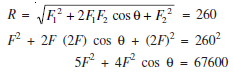 R = √(F₁² + 2F₁F₂ cos θ + F₂²) = 260
F² + 2F (2F) cos θ + (2F)² = 260²
5F² + 4F² cos θ = 67600